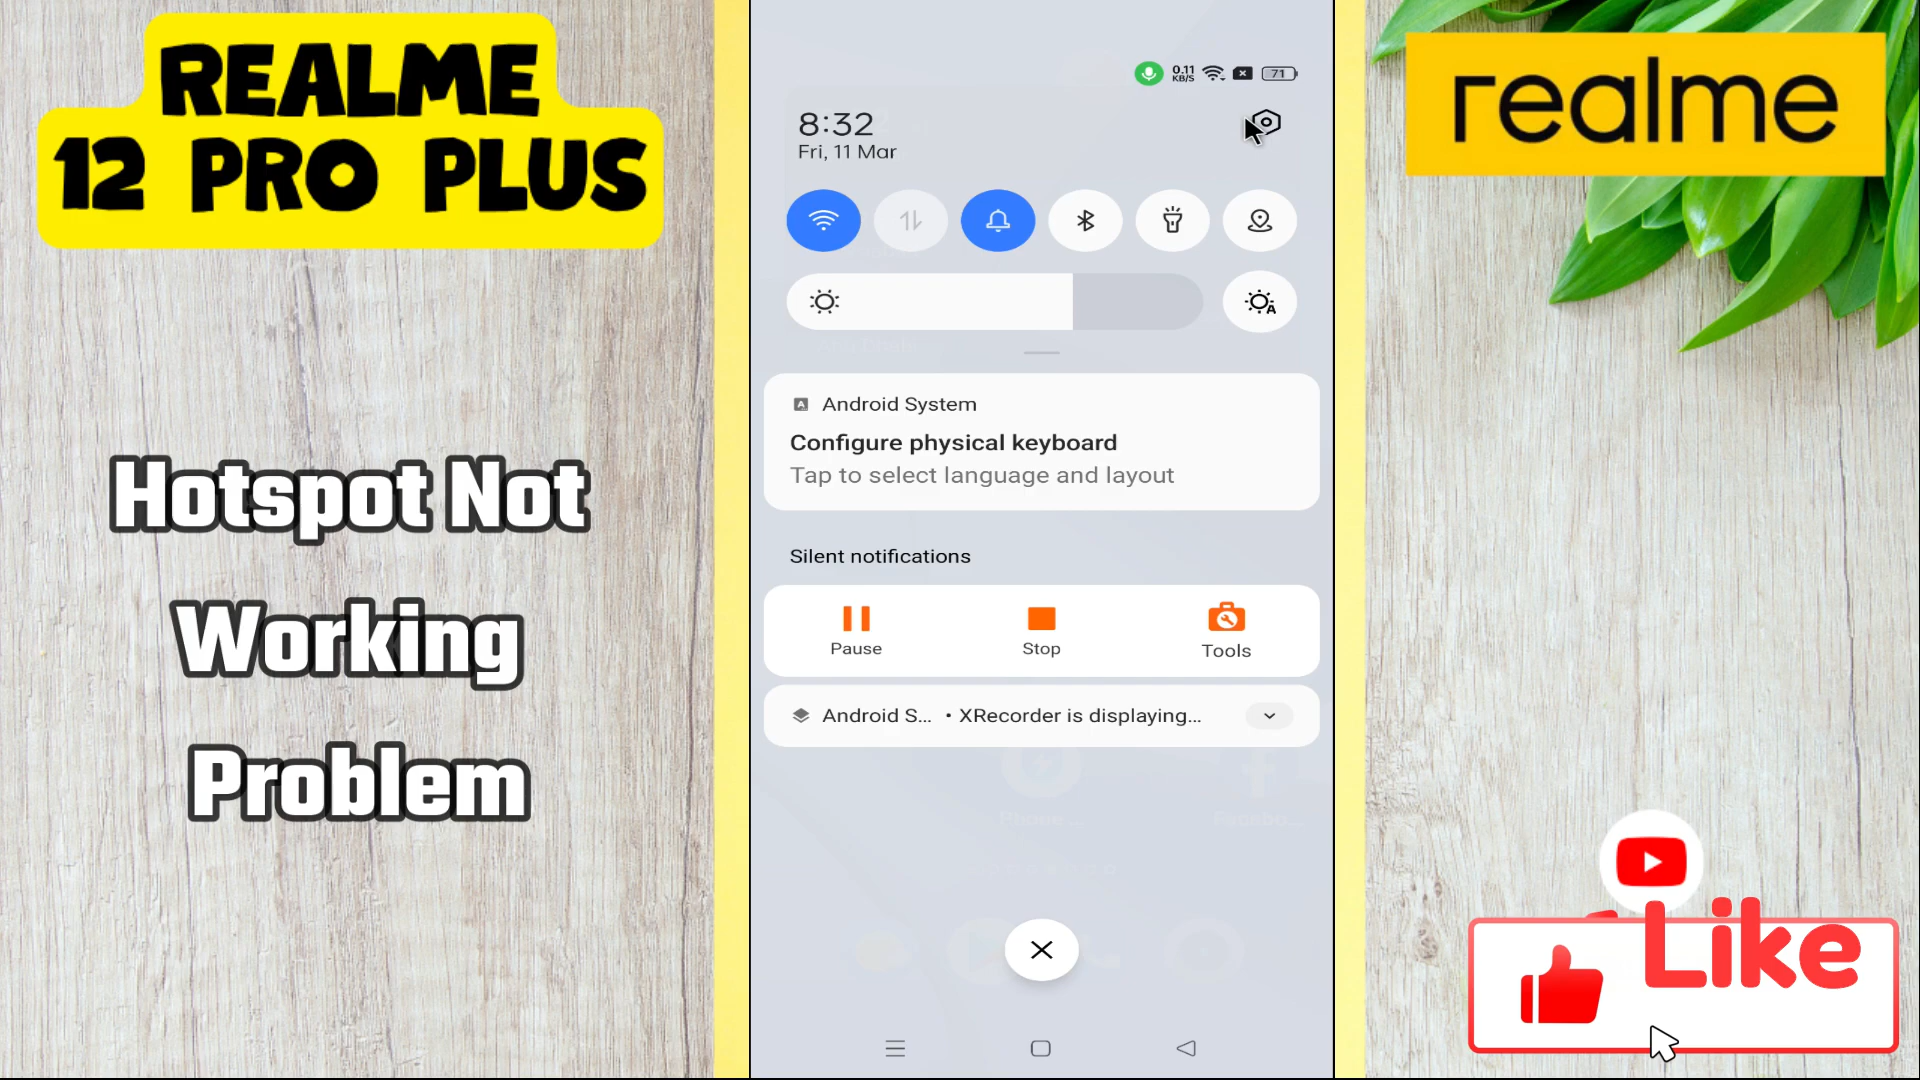 REALME
12 PRO PLUS
Hotspot Not
Working
Problem
0.11
KB/S
71
8:32
Fri, 11 Mar
A
Android System
Configure physical keyboard
Tap to select language and layout
Silent notifications
Pause
Stop
Tools
Android S... • XRecorder is displaying...
realme
Like